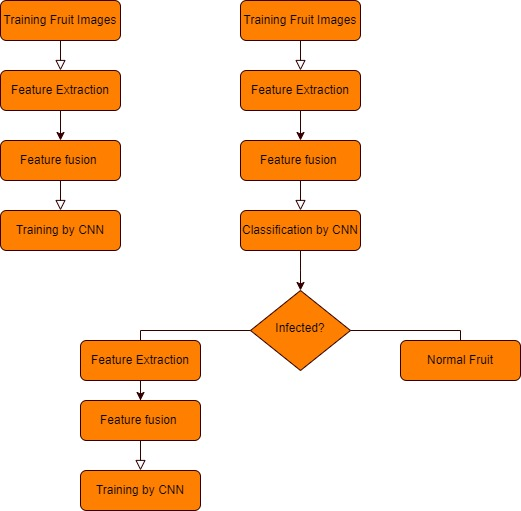 Training Fruit Images
Feature Extraction
Feature fusion
Training by CNN
Training Fruit Images
Feature Extraction
Feature fusion
Classification by CNN
Infected?
Feature Extraction
Feature fusion
Training by CNN
Normal Fruit